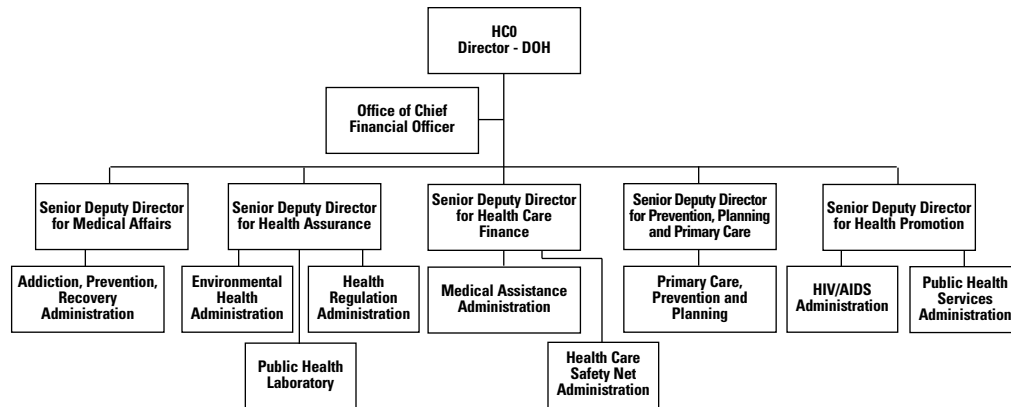 HC0
Director - DOH
Office of Chief
Financial Officer
Senior Deputy Director
for Medical Affairs
Senior Deputy Director
for Health Assurance
Senior Deputy Director
for Health Care
Finance
Senior Deputy Director
for Prevention, Planning
and Primary Care
Senior Deputy Director
for Health Promotion
Addiction, Prevention,
Recovery
Administration
Environmental
Health
Administration
Health
Regulation
Administration
Medical Assistance
Administration
Primary Care,
Prevention and
Planning
HIV/AIDS
Administration
Public Health
Services
Administration
Public Health
Laboratory
Health Care
Safety Net
Administration